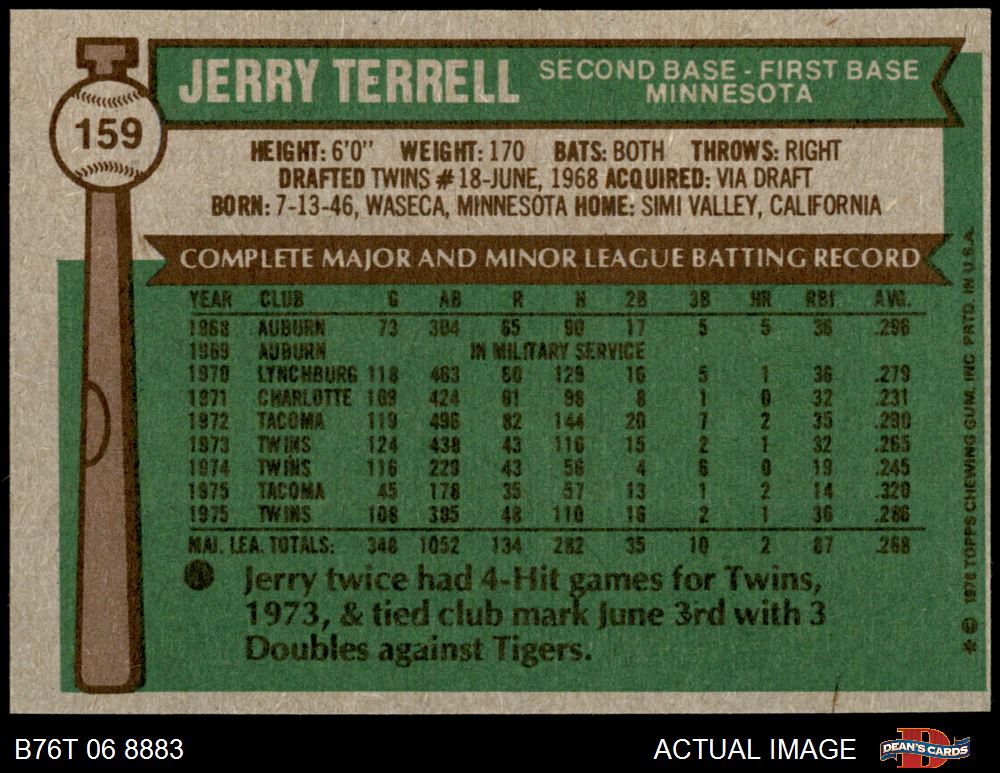 159
JERRY TERRELL
SECOND BASE - FIRST BASE
MINNESOTA
HEIGHT: 6'0" WEIGHT: 170 BATS: BOTH THROWS: RIGHT
DRAFTED TWINS #18-JUNE, 1968 ACQUIRED: VIA DRAFT
BORN: 7-13-46, WASECA, MINNESOTA HOME: SIMI VALLEY, CALIFORNIA
COMPLETE MAJOR AND MINOR LEAGUE BATTING RECORD
YEAR CLUB G AB R H 2B 3B HR RBI AVG.
1968 AUBURN 73 304 65 90 17 5 5 36 .296
1969 AUBURN IN MILITARY SERVICE
1970 LYNCHBURG 118 463 60 129 16 5 1 36 .279
1971 CHARLOTTE 109 424 61 98 8 1 0 32 .231
1972 TACOMA 119 496 82 144 20 7 2 35 .290
1973 TWINS 124 438 43 116 15 2 1 32 .265
1974 TWINS 116 229 43 56 4 6 0 19 .245
1975 TACOMA 45 178 35 57 13 1 2 14 .320
1975 TWINS 108 385 48 110 16 2 1 36 .286
MAJ. LEA. TOTALS: 348 1052 134 282 35 10 2 87 .268
Jerry twice had 4-Hit games for Twins,
1973, & tied club mark June 3rd with 3
Doubles against Tigers.
* © 1976 TOPPS CHEWING GUM, INC. PRTD. IN U.S.A.
B76T 06 8883
ACTUAL IMAGE
DEAN'S CARDS